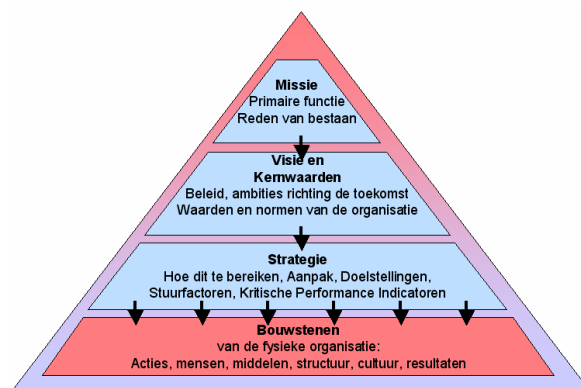 Missie
Primaire functie
Reden van bestaan
Visie en
Kernwaarden
Beleid, ambities richting de toekomst
Waarden en normen van de organisatie
Strategie
Hoe dit te bereiken, Aanpak, Doelstellingen,
Stuurfactoren, Kritische Performance Indicatoren
Bouwstenen
van de fysieke organisatie:
Acties, mensen, middelen, structuur, cultuur, resultaten